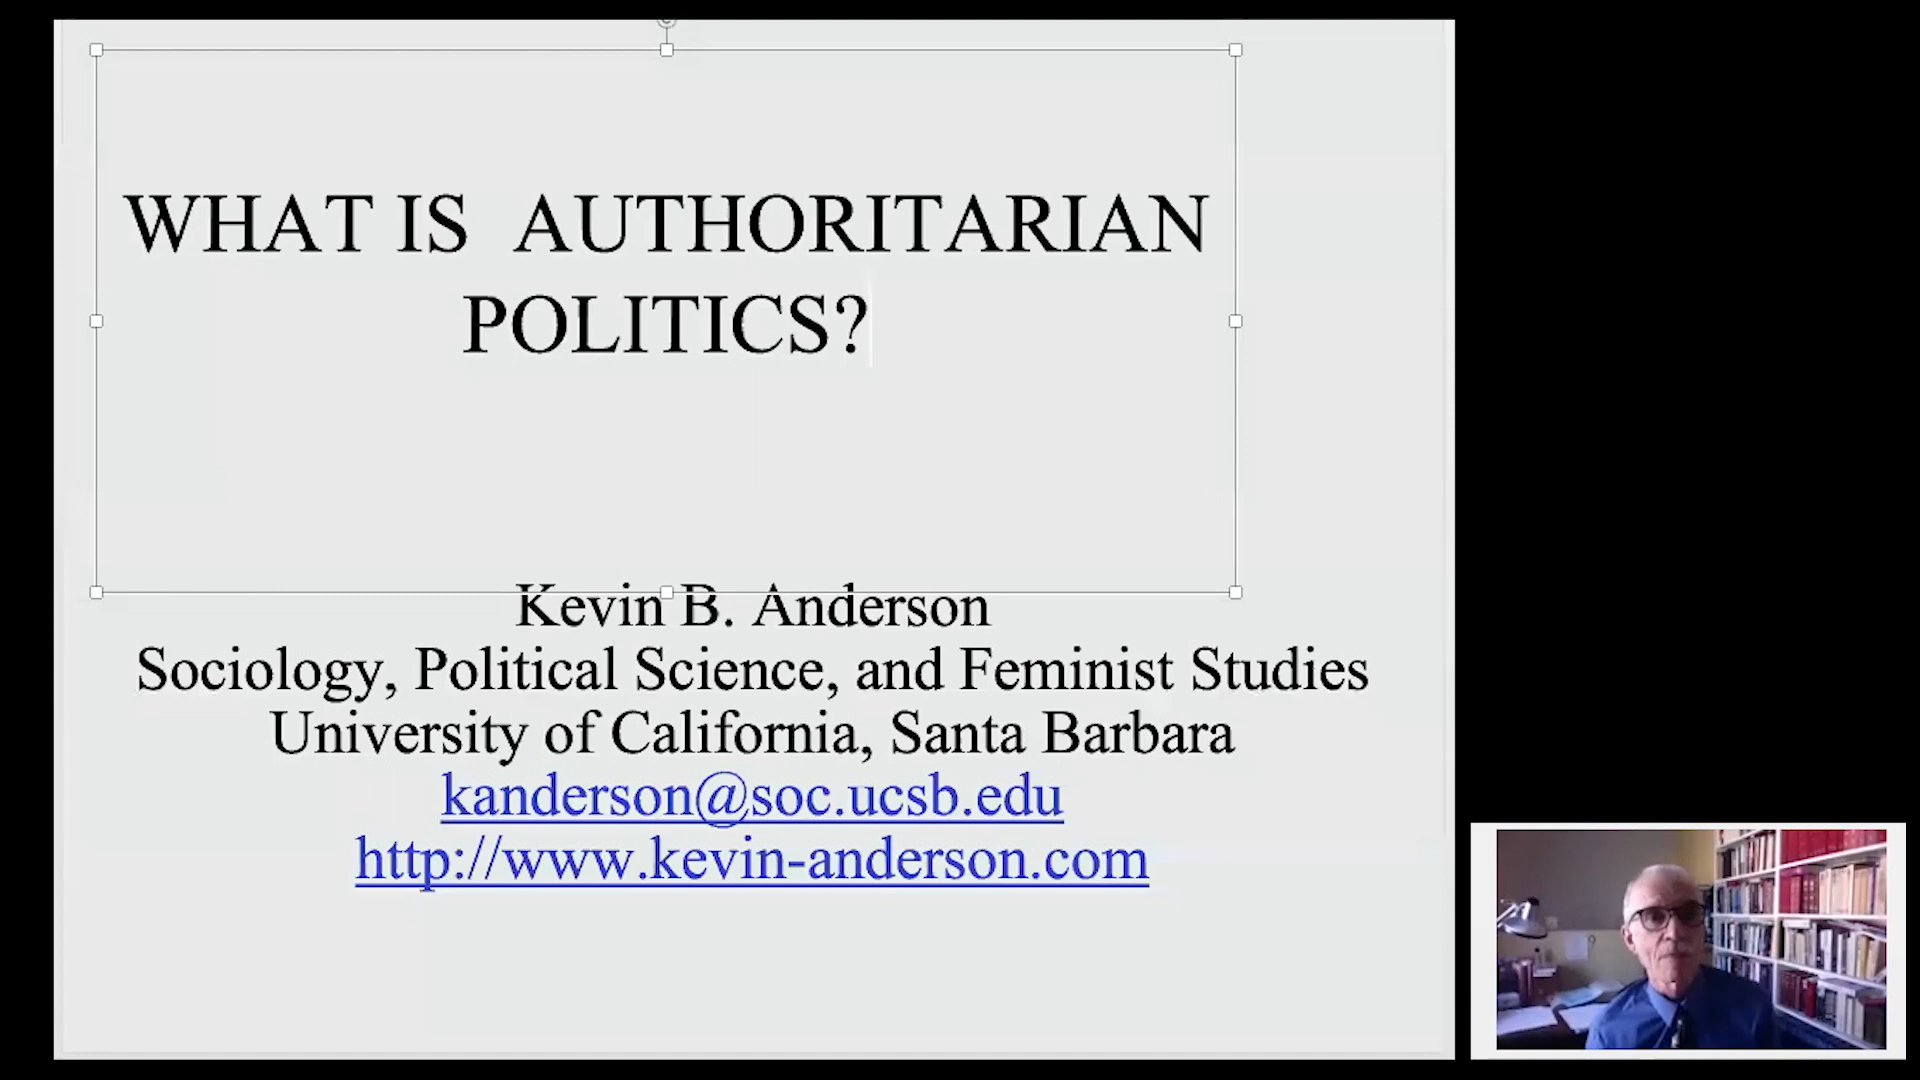 WHAT IS AUTHORITARIAN
POLITICS?
Kevin B. Anderson
Sociology, Political Science, and Feminist Studies
University of California, Santa Barbara
kanderson@soc.ucsb.edu
http://www.kevin-anderson.com